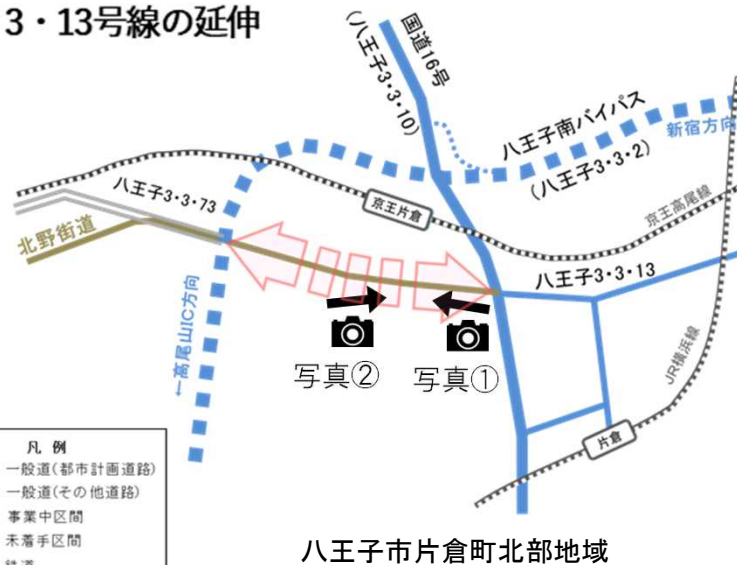 3・13号線の延伸
国道16号
(八王子3・3・10)
八王子南バイパス
(八王子3・3・2)
新宿方向
八王子3・3・73
京王片倉
京王高尾線
北野街道
八王子3・3・13
←高尾山IC方向
JR横浜線
写真②
写真①
片倉
凡 例
一般道(都市計画道路)
一般道(その他道路)
事業中区間
未着手区間
鉄道
八王子市片倉町北部地域